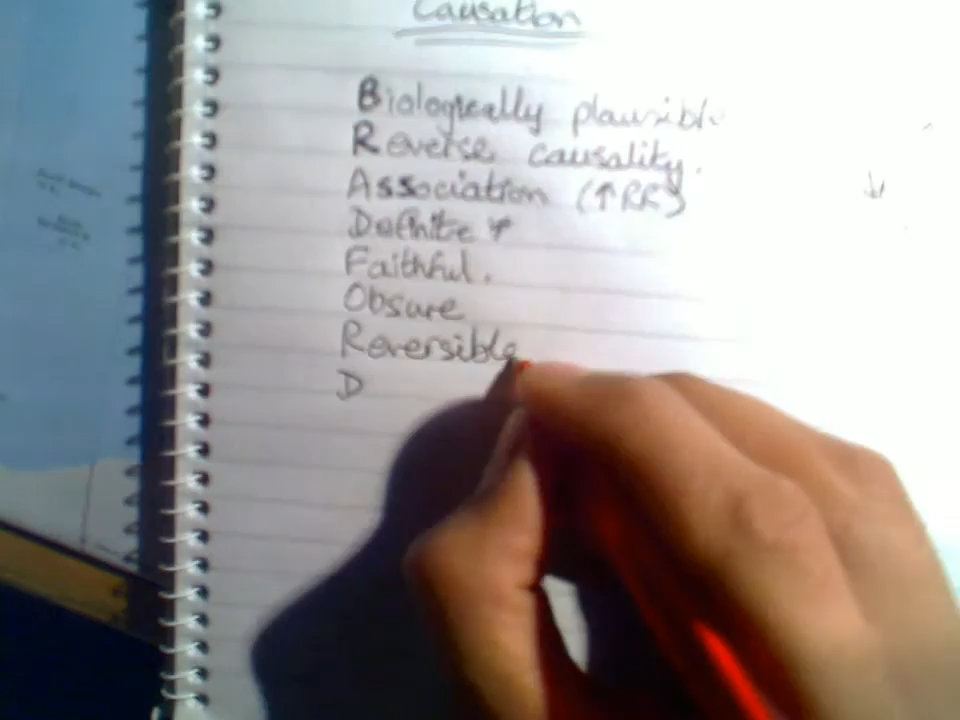 Causation
Biologically plausible
Reverse causality.
Association (↑RR)
Definite
Faithful.
Obsure
Reversible
D